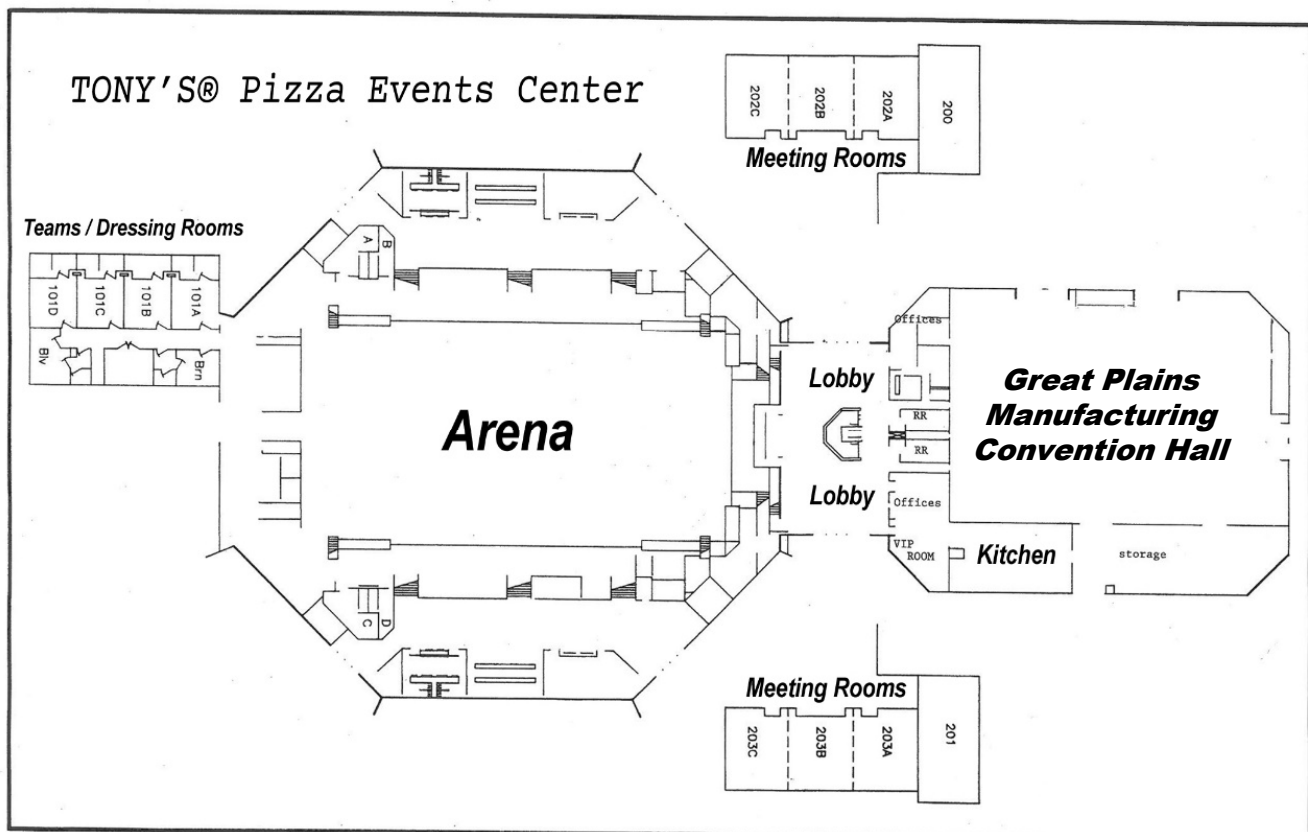 TONY'S® Pizza Events Center
202C
202B
202A
200
Meeting Rooms
Teams / Dressing Rooms
101D
101C
101B
101A
Blv
Brn
A
B
Arena
C
D
Lobby
Lobby
Offices
RR
RR
Offices
VIP
ROOM
Great Plains
Manufacturing
Convention Hall
Kitchen
storage
Meeting Rooms
203C
203B
203A
201